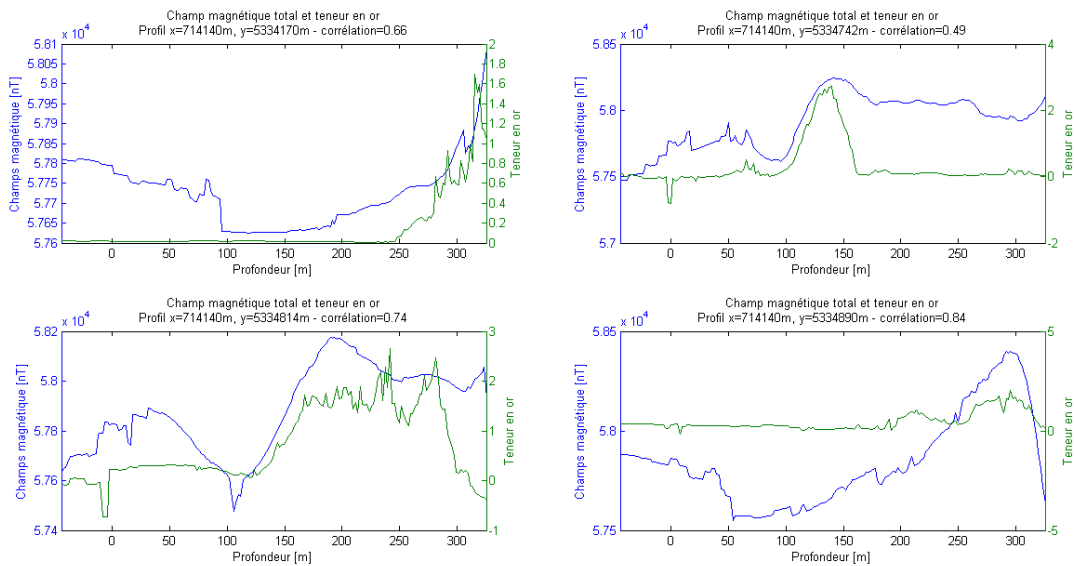 Champ magnétique total et teneur en or
Profil x=714140m, y=5334170m - corrélation=0.66
x 10⁴
5.81
5.805
5.8
5.795
5.79
5.785
5.78
5.775
5.77
5.765
5.76
Champs magnétique [nT]
2
1.8
1.6
1.4
1.2
1
0.8
0.6
0.4
0.2
0
Teneur en or
0 50 100 150 200 250 300
Profondeur [m]
Champ magnétique total et teneur en or
Profil x=714140m, y=5334742m - corrélation=0.49
x 10⁴
5.85
5.8
5.75
5.7
Champs magnétique [nT]
4
2
0
-2
Teneur en or
0 50 100 150 200 250 300
Profondeur [m]
Champ magnétique total et teneur en or
Profil x=714140m, y=5334814m - corrélation=0.74
x 10⁴
5.82
5.8
5.78
5.76
5.74
Champs magnétique [nT]
3
2
1
0
-1
Teneur en or
0 50 100 150 200 250 300
Profondeur [m]
Champ magnétique total et teneur en or
Profil x=714140m, y=5334890m - corrélation=0.84
x 10⁴
5.85
5.8
5.75
Champs magnétique [nT]
5
0
-5
Teneur en or
0 50 100 150 200 250 300
Profondeur [m]